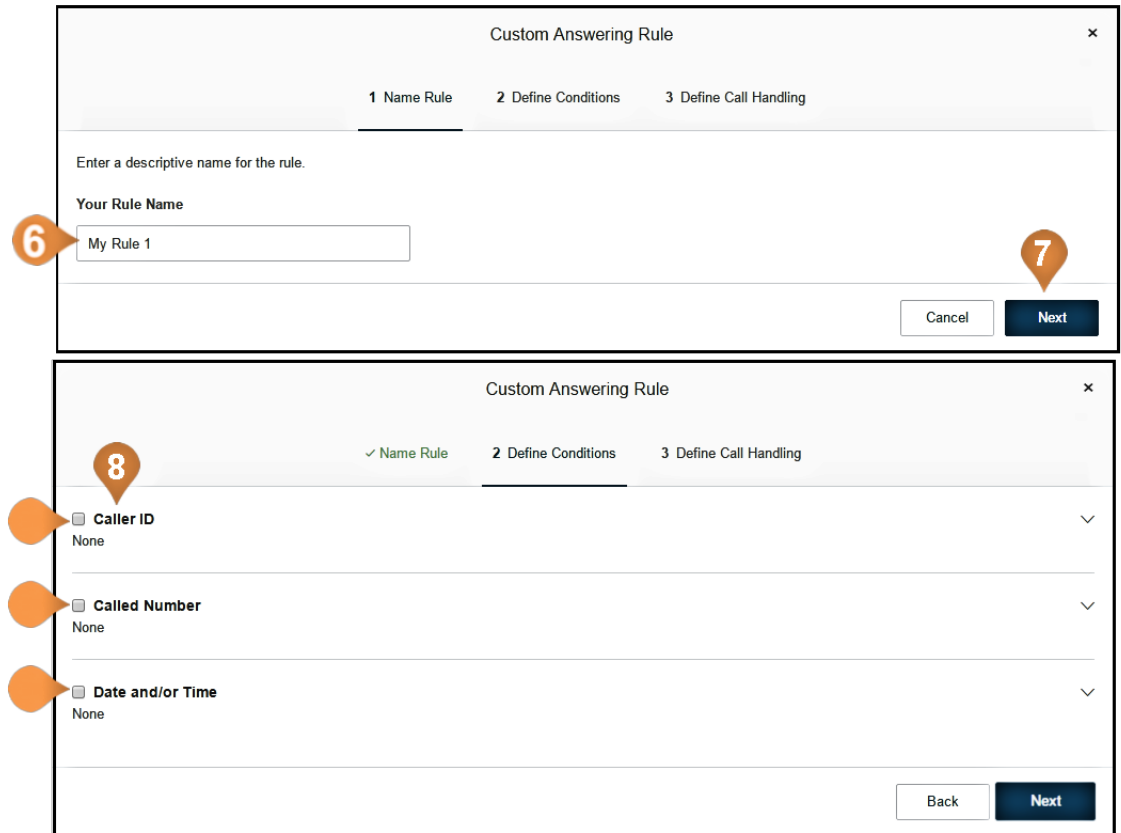 Custom Answering Rule ×
1 Name Rule 2 Define Conditions 3 Define Call Handling
Enter a descriptive name for the rule.
Your Rule Name
6 My Rule 1
7
Cancel Next
Custom Answering Rule ×
✓ Name Rule 2 Define Conditions 3 Define Call Handling
8
Caller ID
None
Called Number
None
Date and/or Time
None
Back Next